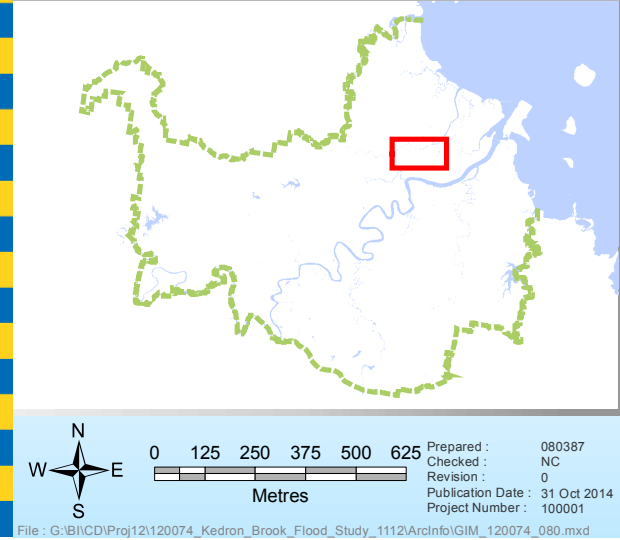 N
W E
S
0 125 250 375 500 625
Metres
Prepared : 080387
Checked : NC
Revision : 0
Publication Date : 31 Oct 2014
Project Number : 100001
File : G:\BI\CD\Proj12\120074_Kedron_Brook_Flood_Study_1112\ArcInfo\GIM_120074_080.mxd